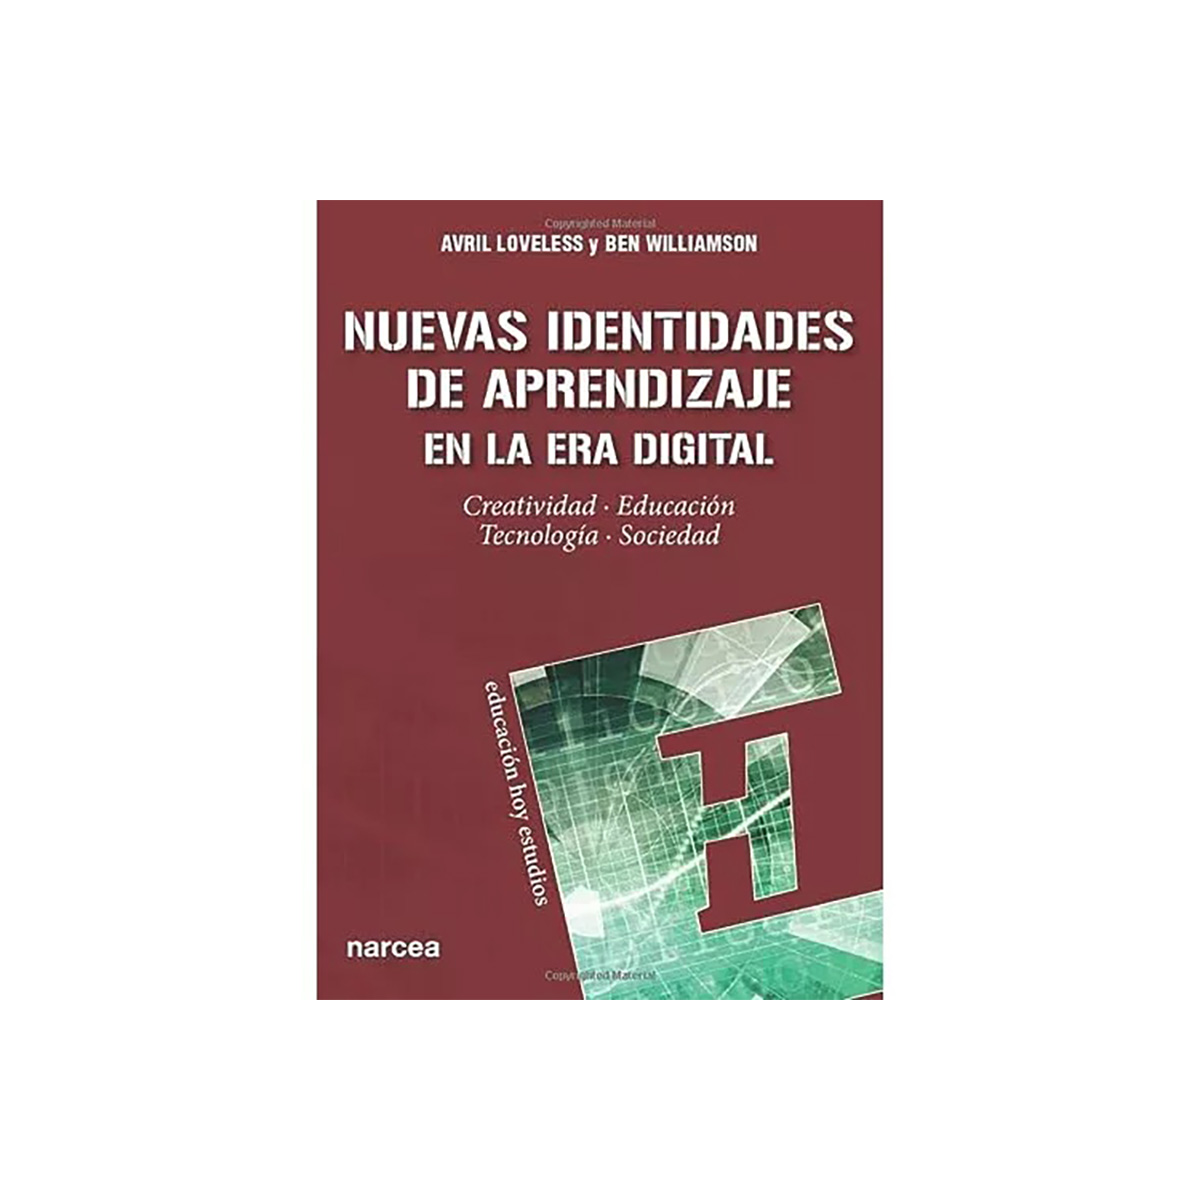 Copyrighted Material
AVRIL LOVELESS y BEN WILLIAMSON
NUEVAS IDENTIDADES
DE APRENDIZAJE
EN LA ERA DIGITAL
Creatividad · Educación
Tecnología · Sociedad
educación hoy estudios
narcea
Copyrighted Material